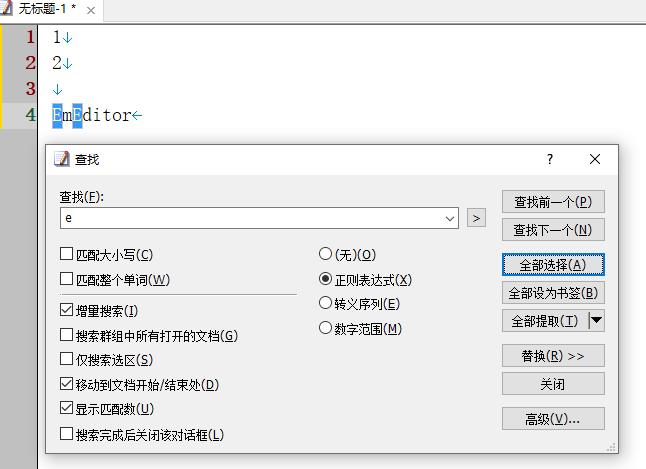 无标题-1 *
1 1↓
2 2↓
3 ↓
4 EmEditor←
查找
?
查找(F):
e
>
查找前一个(P)
查找下一个(N)
匹配大小写(C)
(无)(O)
全部选择(A)
匹配整个单词(W)
正则表达式(X)
全部设为书签(B)
增量搜索(I)
转义序列(E)
全部提取(T)
搜索群组中所有打开的文档(G)
数字范围(M)
仅搜索选区(S)
替换(R) >>
移动到文档开始/结束处(D)
关闭
显示匹配数(U)
高级(V)...
搜索完成后关闭该对话框(L)